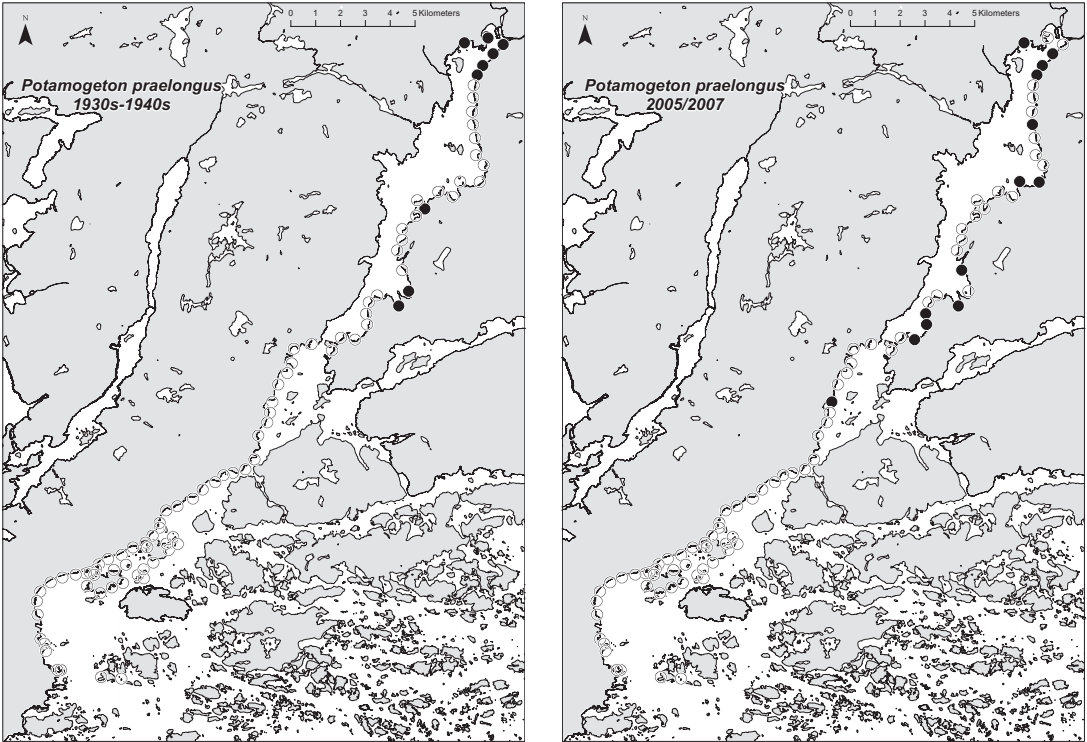 N
0 1 2 3 4 5 Kilometers
Potamogeton praelongus
1930s-1940s
N
0 1 2 3 4 5 Kilometers
Potamogeton praelongus
2005/2007